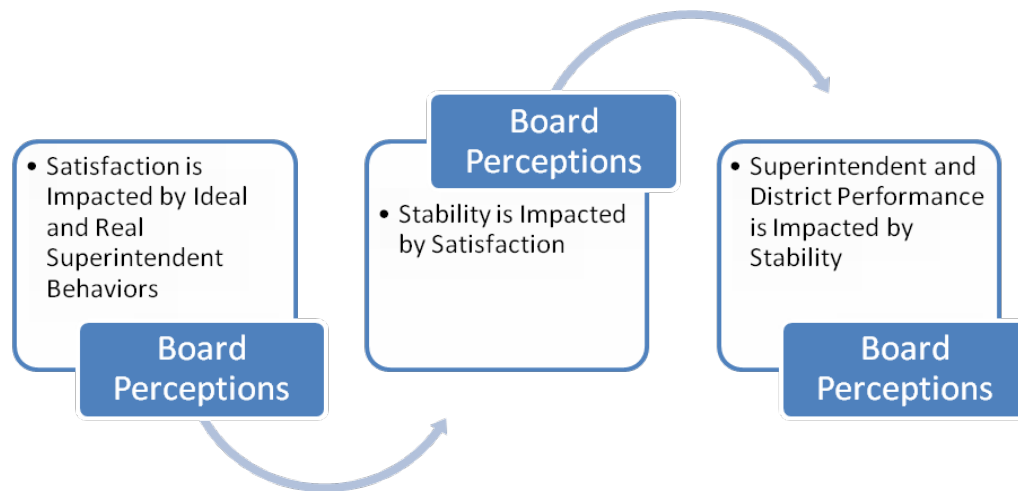 • Satisfaction is
Impacted by Ideal
and Real
Superintendent
Behaviors
Board
Perceptions
Board
Perceptions
• Stability is Impacted
by Satisfaction
• Superintendent and
District Performance
is Impacted by
Stability
Board
Perceptions